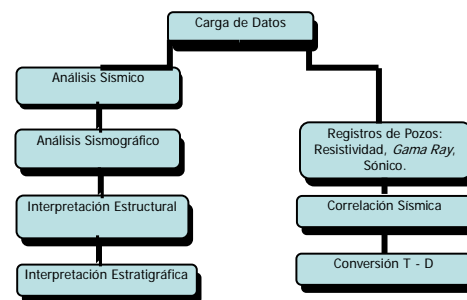 Carga de Datos
Análisis Sísmico
Análisis Sismográfico
Interpretación Estructural
Interpretación Estratigráfica
Registros de Pozos:
Resistividad, Gama Ray,
Sónico.
Correlación Sísmica
Conversión T - D